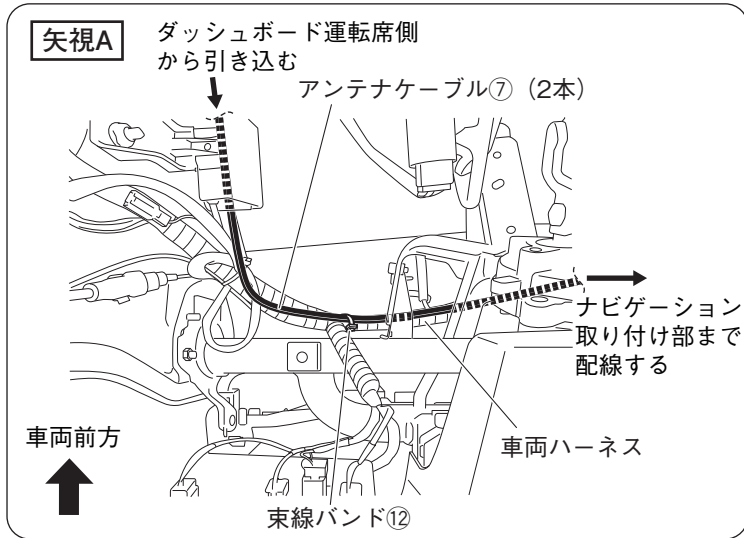 矢視A
ダッシュボード運転席側
から引き込む
アンテナケーブル⑦（2本）
ナビゲーション
取り付け部まで
配線する
車両ハーネス
車両前方
束線バンド⑫